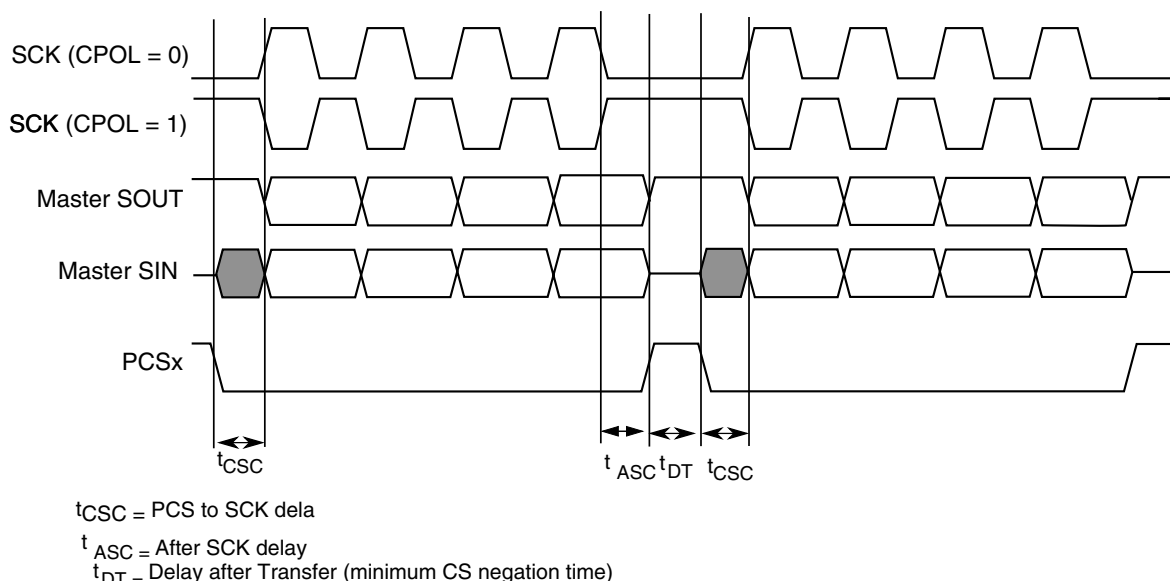 SCK (CPOL = 0)
SCK (CPOL = 1)
Master SOUT
Master SIN
PCSx
tCSC
t ASC tDT tCSC
tCSC = PCS to SCK dela
t ASC = After SCK delay
tDT = Delay after Transfer (minimum CS negation time)